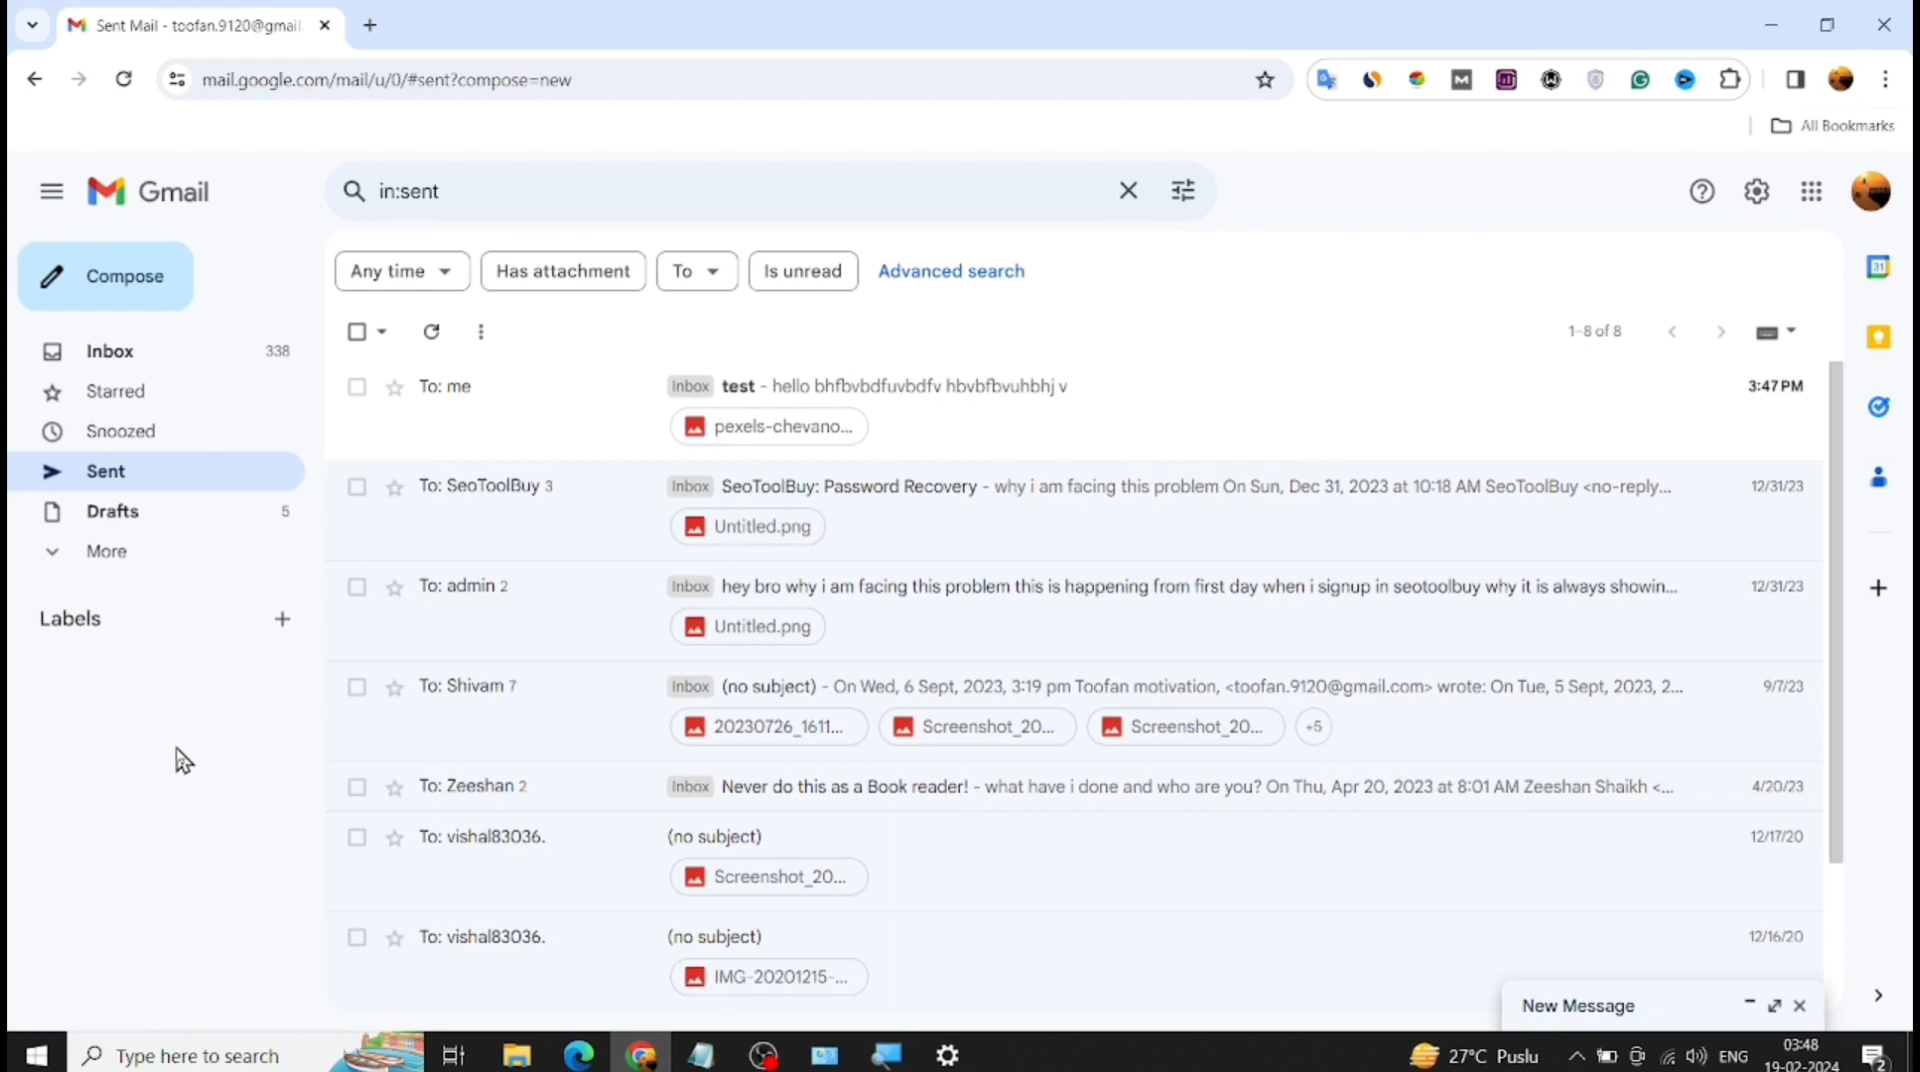 Sent Mail - toofan.9120@gmail
mail.google.com/mail/u/0/#sent?compose=new
All Bookmarks
Gmail
in:sent
Compose
Any time
Has attachment
To
Is unread
Advanced search
1-8 of 8
Inbox 338
Starred
Snoozed
Sent
Drafts 5
More
Labels
To: me Inbox test - hello bhfbvbdfuvbdfv hbvbfbvuhbhj v 3:47 PM
pexels-chevano...
To: SeoToolBuy 3 Inbox SeoToolBuy: Password Recovery - why i am facing this problem On Sun, Dec 31, 2023 at 10:18 AM SeoToolBuy <no-reply... 12/31/23
Untitled.png
To: admin 2 Inbox hey bro why i am facing this problem this is happening from first day when i signup in seotoolbuy why it is always showin... 12/31/23
Untitled.png
To: Shivam 7 Inbox (no subject) - On Wed, 6 Sept, 2023, 3:19 pm Toofan motivation, <toofan.9120@gmail.com> wrote: On Tue, 5 Sept, 2023, 2... 9/7/23
20230726_1611... Screenshot_20... Screenshot_20... +5
To: Zeeshan 2 Inbox Never do this as a Book reader! - what have i done and who are you? On Thu, Apr 20, 2023 at 8:01 AM Zeeshan Shaikh <... 4/20/23
To: vishal83036. (no subject) 12/17/20
Screenshot_20...
To: vishal83036. (no subject) 12/16/20
IMG-20201215-...
New Message
Type here to search
27°C Puslu
ENG
03:48
19-02-2024
2
31